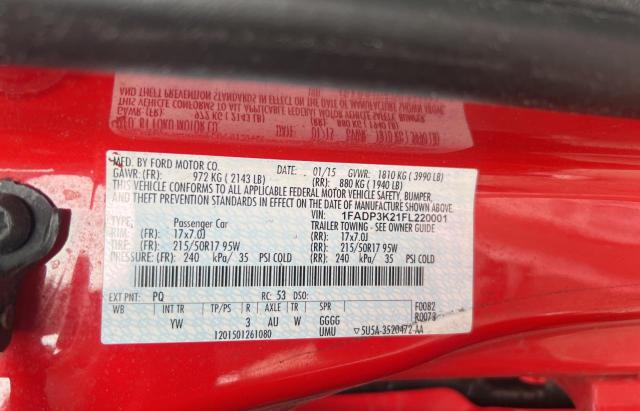 MFD. BY FORD MOTOR CO.
DATE: 01/15 GVWR: 1810 KG ( 3990 LB)
GAWR: (FR): 972 KG ( 2143 LB) (RR): 880 KG ( 1940 LB)
THIS VEHICLE CONFORMS TO ALL APPLICABLE FEDERAL MOTOR VEHICLE SAFETY, BUMPER,
AND THEFT PREVENTION STANDARDS IN EFFECT ON THE DATE OF MANUFACTURE SHOWN ABOVE.
VIN: 1FADP3K21FL220001
TYPE: Passenger Car TRAILER TOWING - SEE OWNER GUIDE
RIM: (FR): 17x7.0J (RR): 17x7.0J
TIRE: (FR): 215/50R17 95W (RR): 215/50R17 95W
PRESSURE: (FR): 240 kPa/ 35 PSI COLD (RR): 240 kPa/ 35 PSI COLD
EXT PNT: PQ RC: 53 DSO:
WB INT TR TP/PS R AXLE TR SPR F0082
YW 3 AU W GGGG R0078
1201501261080 UMU ▽5U5A-3520472-AA